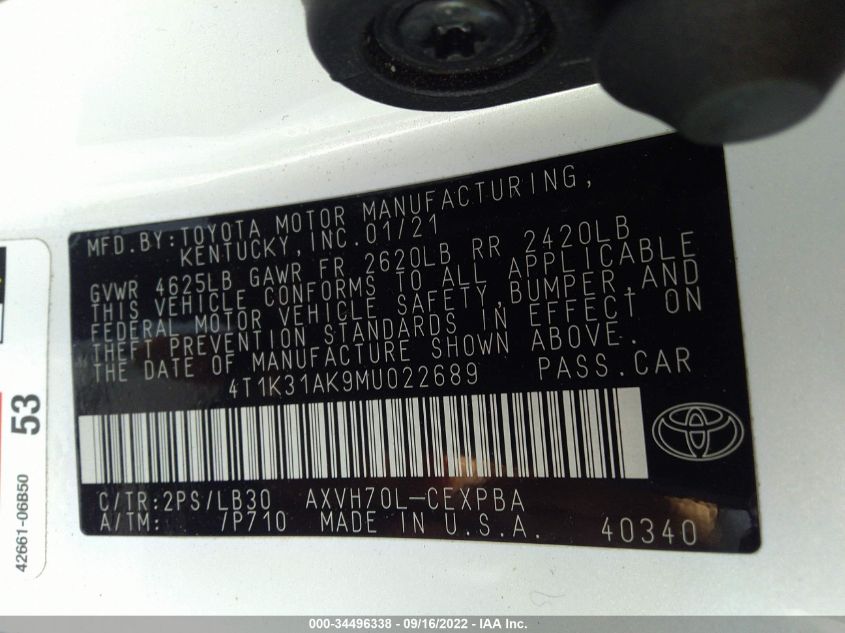 MFD.BY:TOYOTA MOTOR MANUFACTURING,
KENTUCKY,INC.01/21
GVWR 4625LB GAWR FR 2620LB RR 2420LB
THIS VEHICLE CONFORMS TO ALL APPLICABLE
FEDERAL MOTOR VEHICLE SAFETY,BUMPER,AND
THEFT PREVENTION STANDARDS IN EFFECT ON
THE DATE OF MANUFACTURE SHOWN ABOVE.
4T1K31AK9MU022689 PASS.CAR
C/TR:2PS/LB30 AXVH70L-CEXPBA
A/TM: /P710 MADE IN U.S.A. 40340
53
42661-06B50
000-34496338 - 09/16/2022 - IAA Inc.